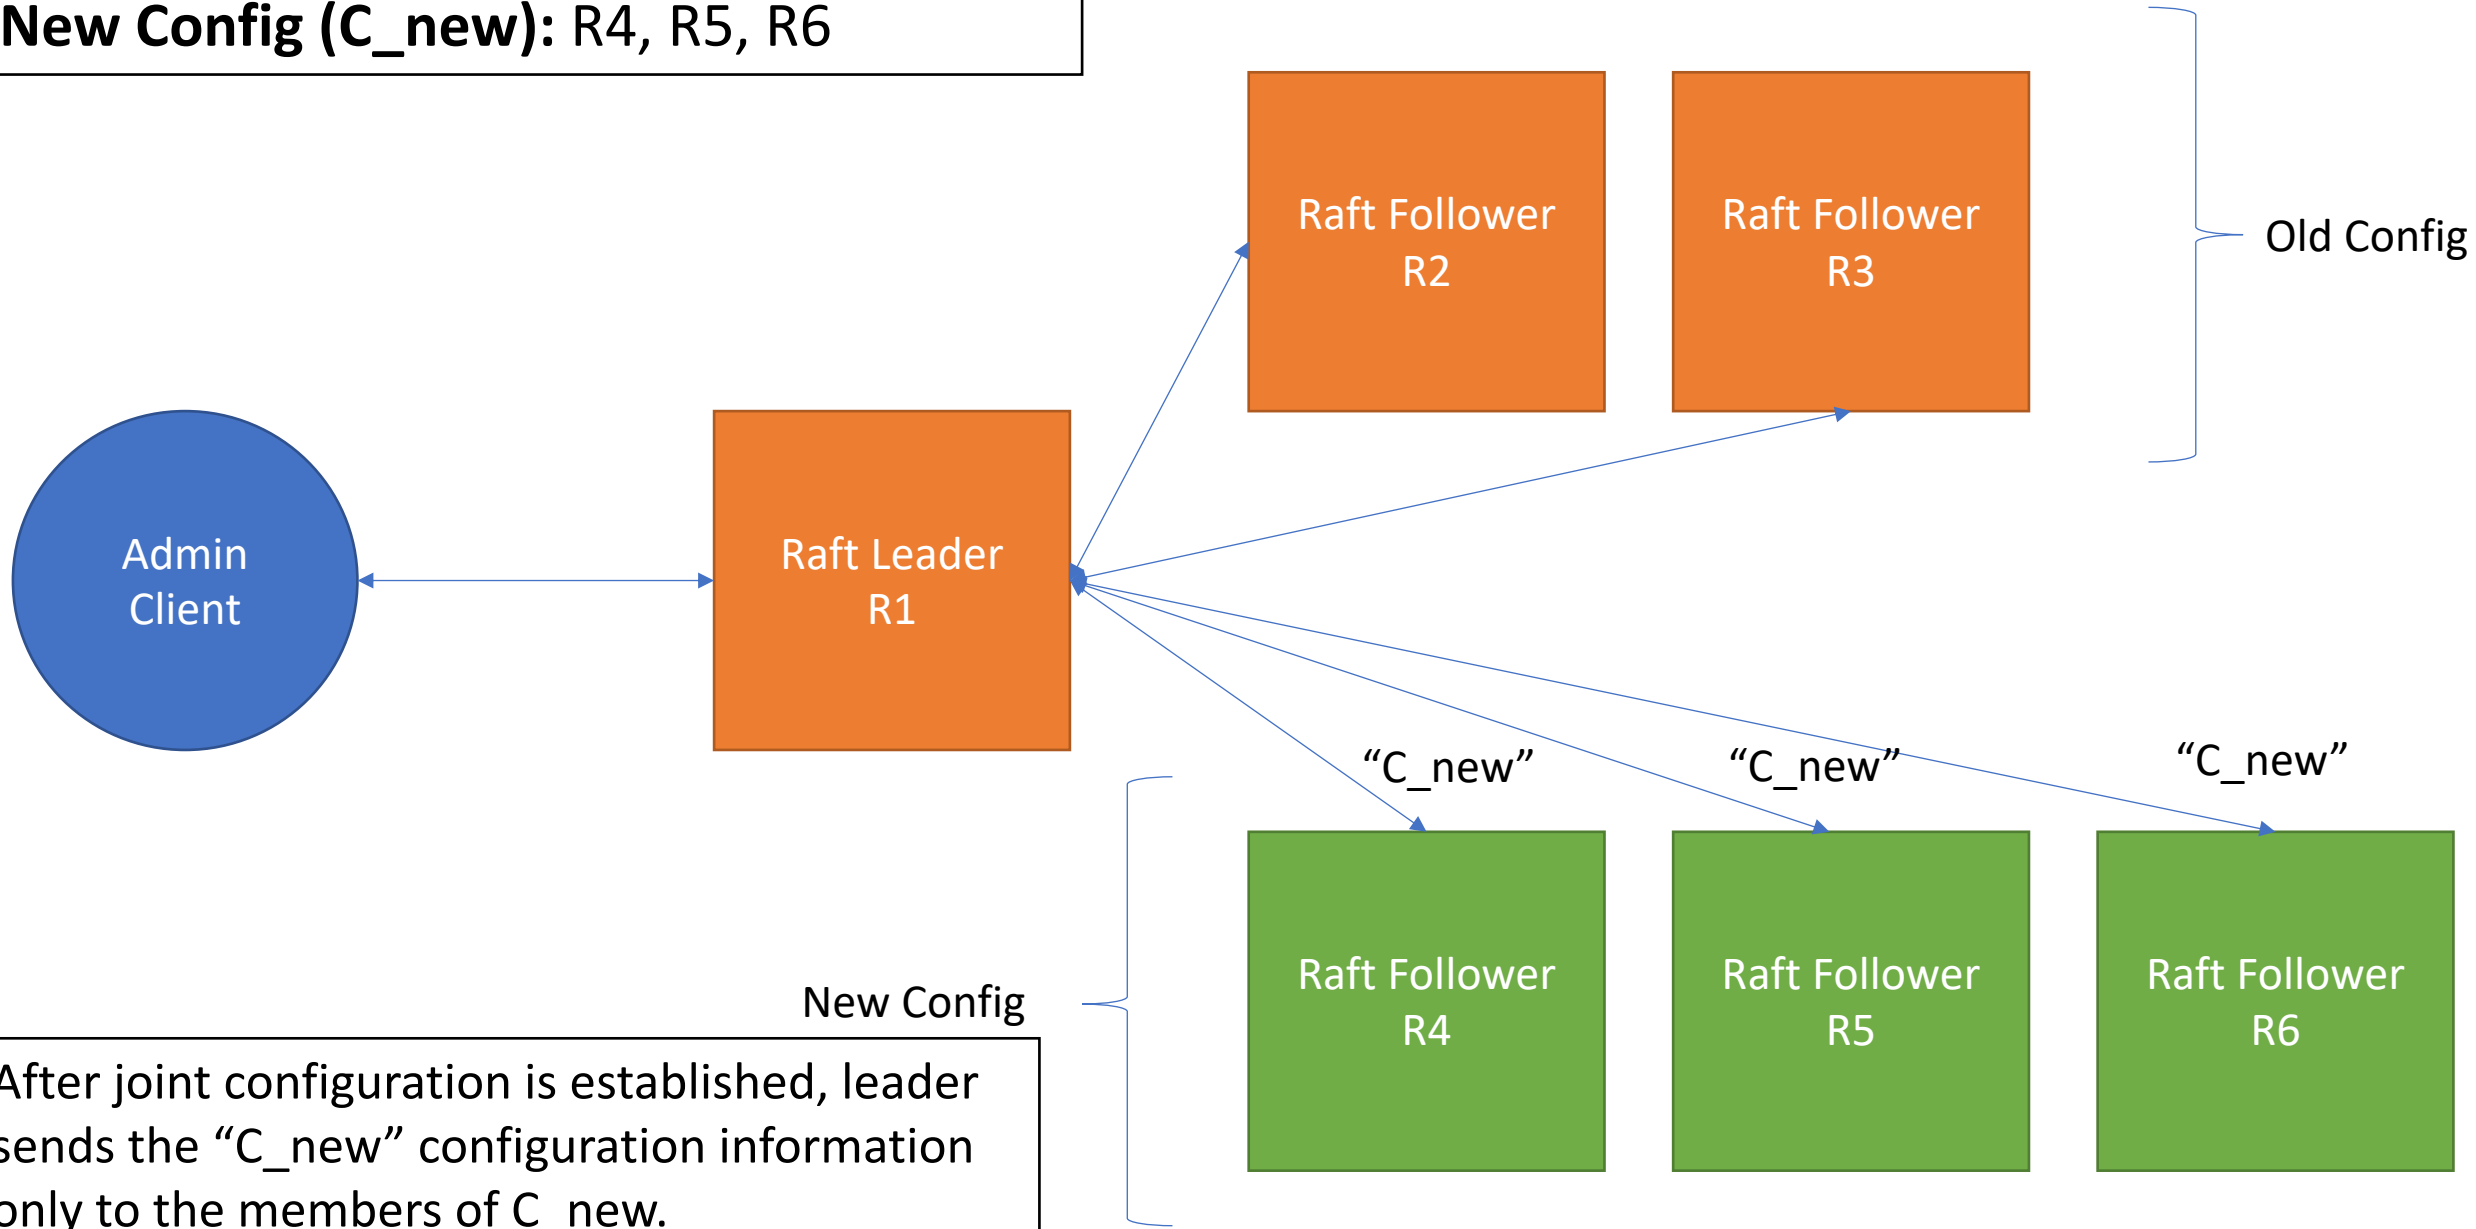 New Config (C_new): R4, R5, R6
Raft Follower
R2
Raft Follower
R3
Old Config
Admin
Client
Raft Leader
R1
“C_new”
“C_new”
“C_new”
New Config
Raft Follower
R4
Raft Follower
R5
Raft Follower
R6
After joint configuration is established, leader
sends the “C_new” configuration information
only to the members of C_new.